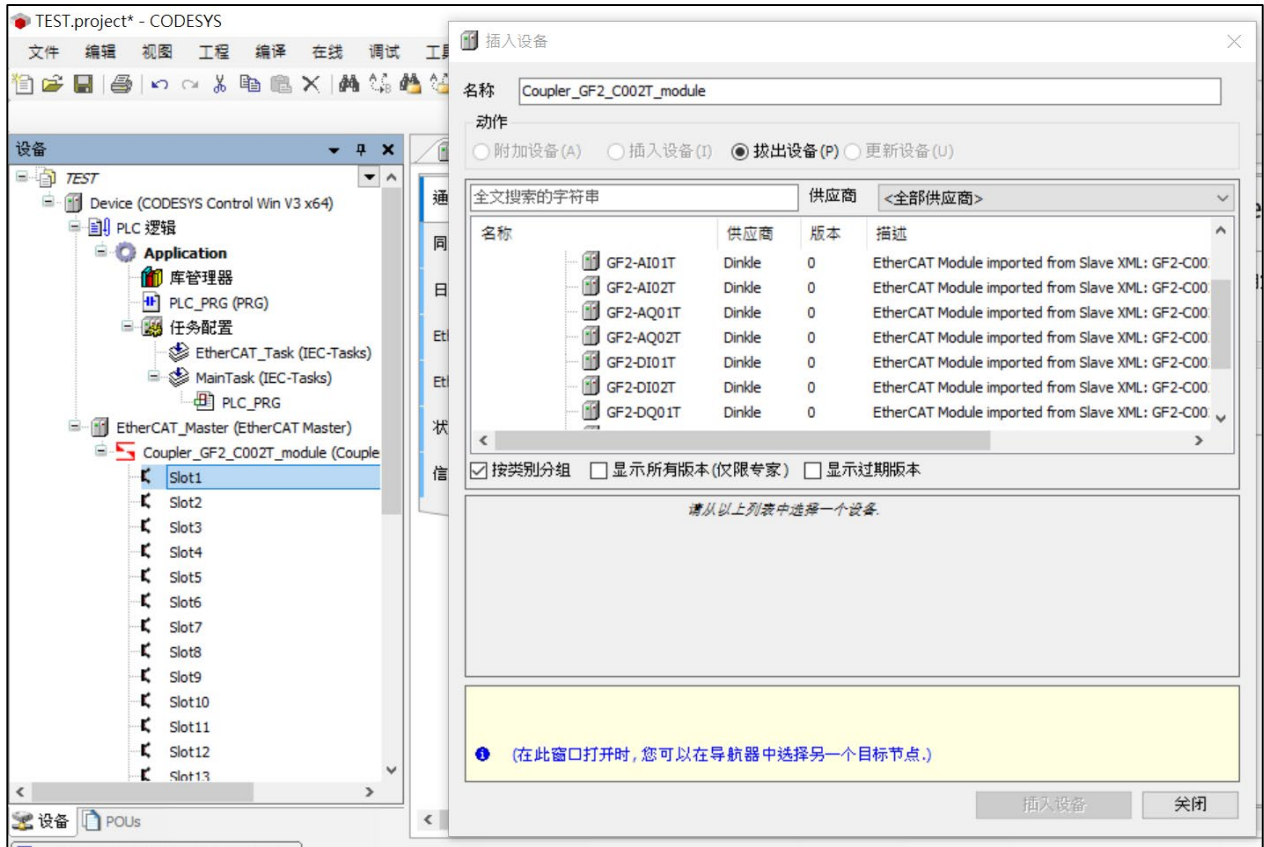 TEST.project* - CODESYS
文件 编辑 视图 工程 编译 在线 调试
设备
TEST
Device (CODESYS Control Win V3 x64)
PLC 逻辑
Application
库管理器
PLC_PRG (PRG)
任务配置
EtherCAT_Task (IEC-Tasks)
MainTask (IEC-Tasks)
PLC_PRG
EtherCAT_Master (EtherCAT Master)
Coupler_GF2_C002T_module (Couple
Slot1
Slot2
Slot3
Slot4
Slot5
Slot6
Slot7
Slot8
Slot9
Slot10
Slot11
Slot12
Slot13
设备 POUs
通
同
日
Et
Et
状
信
插入设备
名称 Coupler_GF2_C002T_module
动作
附加设备(A) 插入设备(I) 拔出设备(P) 更新设备(U)
全文搜索的字符串 供应商 <全部供应商>
名称 供应商 版本 描述
GF2-AI01T Dinkle 0 EtherCAT Module imported from Slave XML: GF2-C00
GF2-AI02T Dinkle 0 EtherCAT Module imported from Slave XML: GF2-C00
GF2-AQ01T Dinkle 0 EtherCAT Module imported from Slave XML: GF2-C00
GF2-AQ02T Dinkle 0 EtherCAT Module imported from Slave XML: GF2-C00
GF2-DI01T Dinkle 0 EtherCAT Module imported from Slave XML: GF2-C00
GF2-DI02T Dinkle 0 EtherCAT Module imported from Slave XML: GF2-C00
GF2-DQ01T Dinkle 0 EtherCAT Module imported from Slave XML: GF2-C00
按类别分组 显示所有版本(仅限专家) 显示过期版本
请从以上列表中选择一个设备.
(在此窗口打开时,您可以在导航器中选择另一个目标节点.)
插入设备 关闭